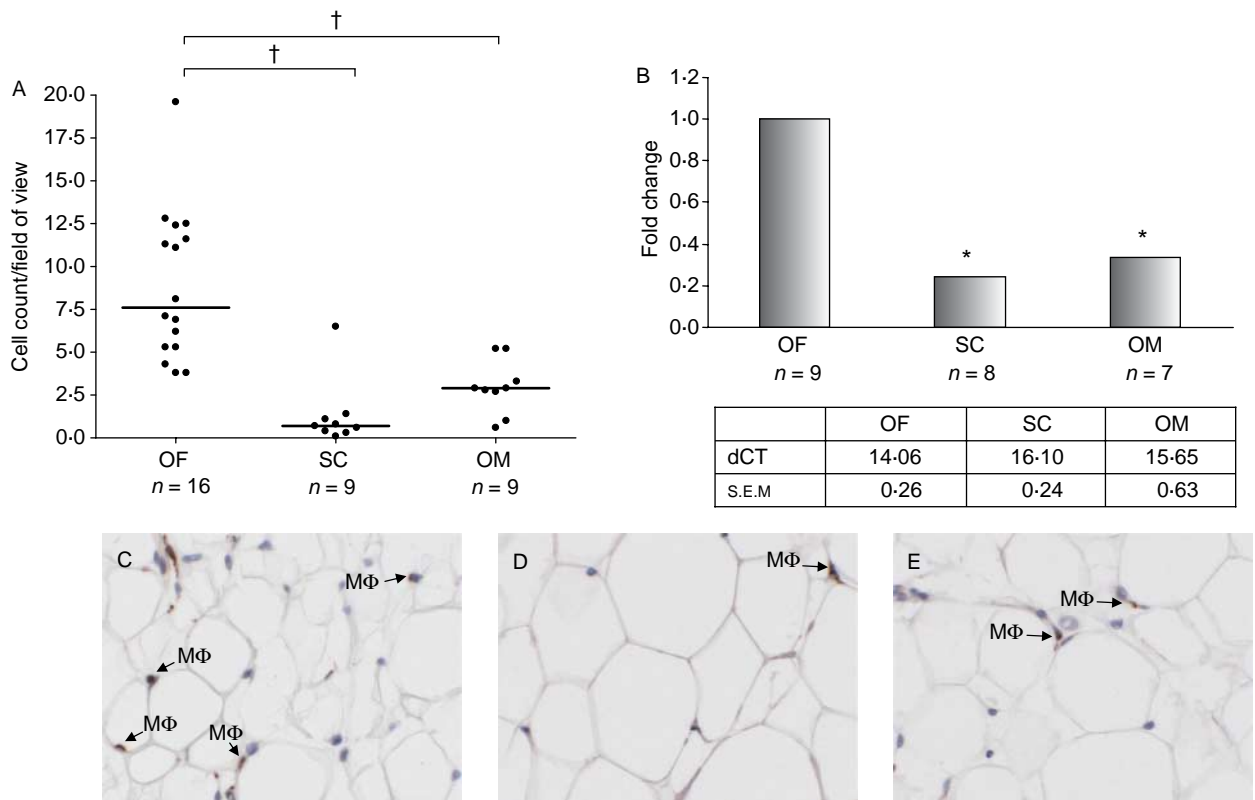 A
†
†
Cell count/field of view
20·0
17·5
15·0
12·5
10·0
7·5
5·0
2·5
0·0
OF
SC
OM
n = 16
n = 9
n = 9
B
Fold change
1·2
1·0
0·8
0·6
0·4
0·2
0·0
*
*
OF
SC
OM
n = 9
n = 8
n = 7
OF SC OM
dCT 14·06 16·10 15·65
S.E.M 0·26 0·24 0·63
C
MΦ
MΦ
MΦ
MΦ
D
MΦ
E
MΦ
MΦ